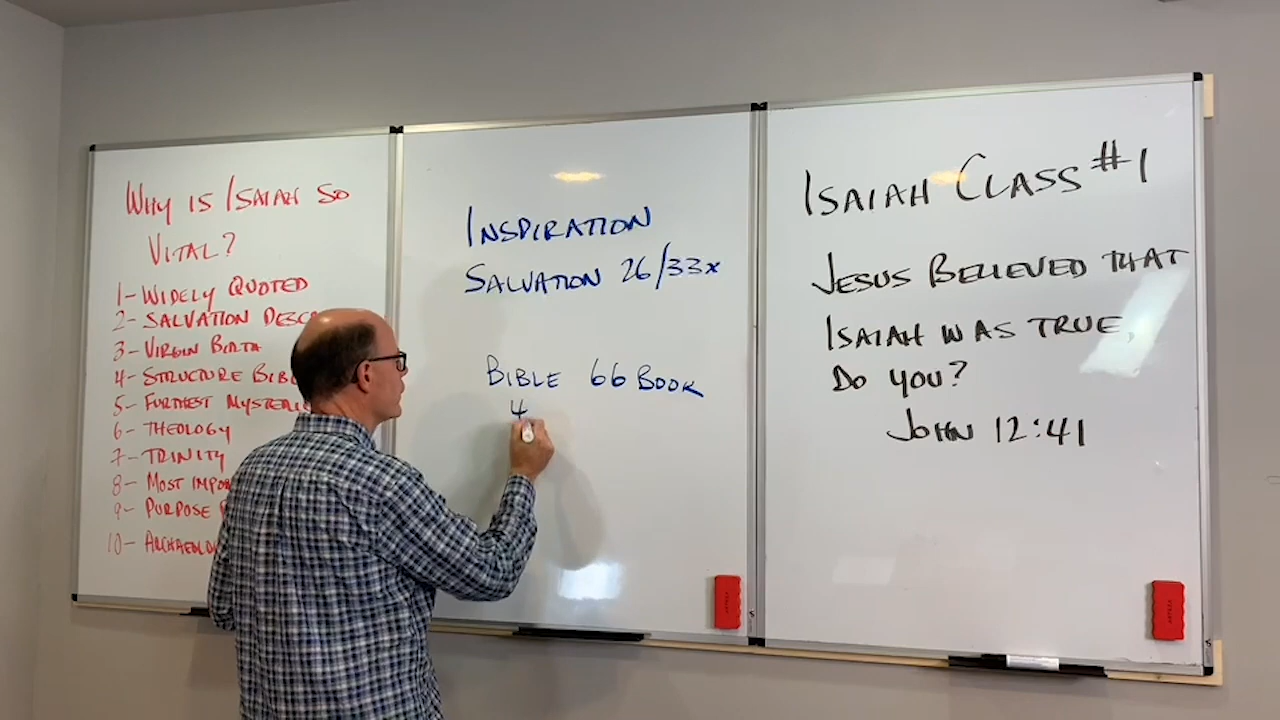 WHY IS ISAIAH SO
VITAL?
1- WIDELY QUOTED
2- SALVATION
3- VIRGIN BIRTH
4- STRUCTURE
5- FURTHEST
6- THEOLOGY
7- TRINITY
8- MOST
9- PURPOSE
10-
INSPIRATION
SALVATION 26/33x
BIBLE 66 BOOK
4
ISAIAH CLASS #1
JESUS BELIEVED THAT
ISAIAH WAS TRUE,
DO YOU?
JOHN 12:41